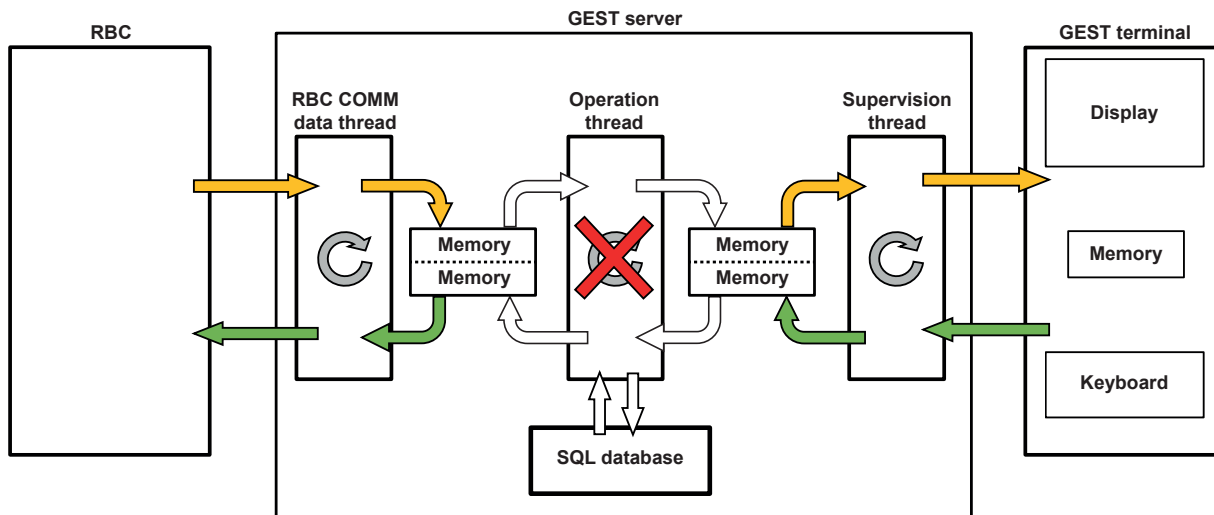 GEST server
RBC
GEST terminal
RBC COMM
data thread
Operation
thread
Supervision
thread
Display
Memory
Memory
Memory
Memory
Memory
Keyboard
SQL database